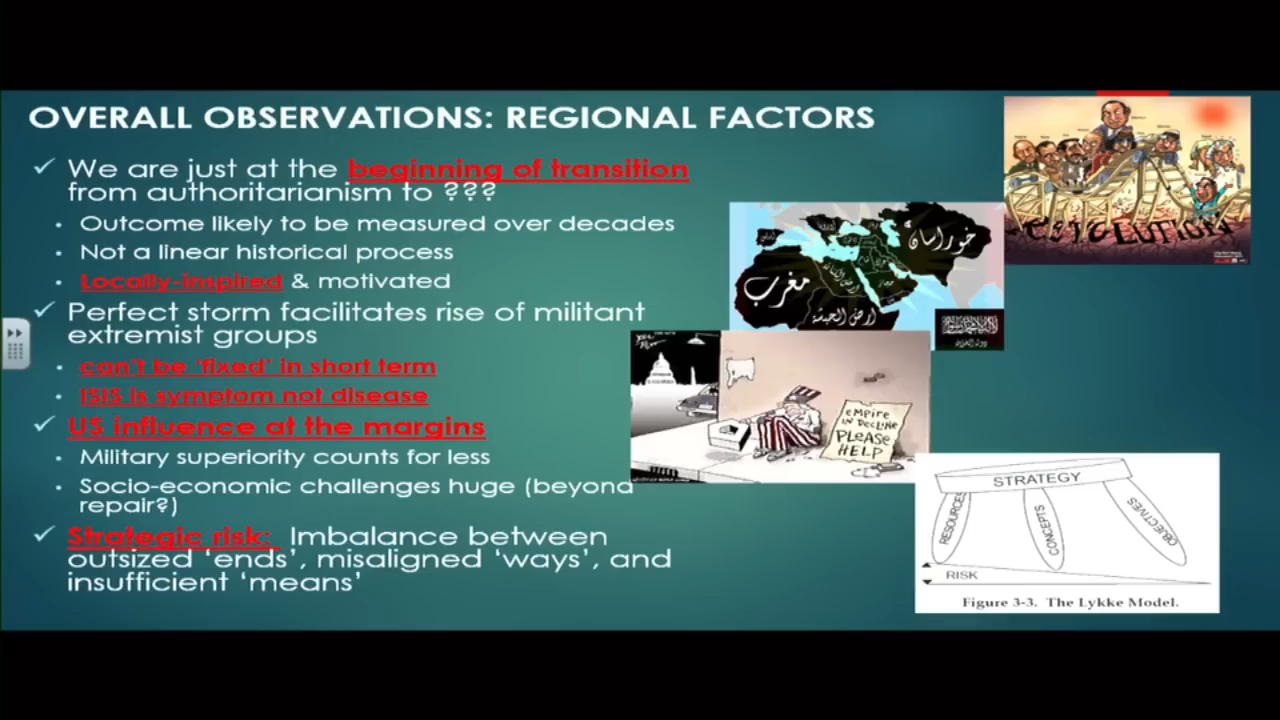 OVERALL OBSERVATIONS: REGIONAL FACTORS
We are just at the beginning of transition
from authoritarianism to ???
Outcome likely to be measured over decades
Not a linear historical process
Locally-inspired & motivated
Perfect storm facilitates rise of militant
extremist groups
can't be 'fixed' in short term
ISIS is symptom not disease
US influence at the margins
Military superiority counts for less
Socio-economic challenges huge (beyond
repair?)
Strategic risk: Imbalance between
outsized 'ends', misaligned 'ways', and
insufficient 'means'
REVOLUTION
خوراسان
مغرب
ارض الحبشة
EMPIRE
IN DECLINE
PLEASE
HELP
STRATEGY
RESOURCES
CONCEPTS
OBJECTIVES
RISK
Figure 3-3. The Lykke Model.